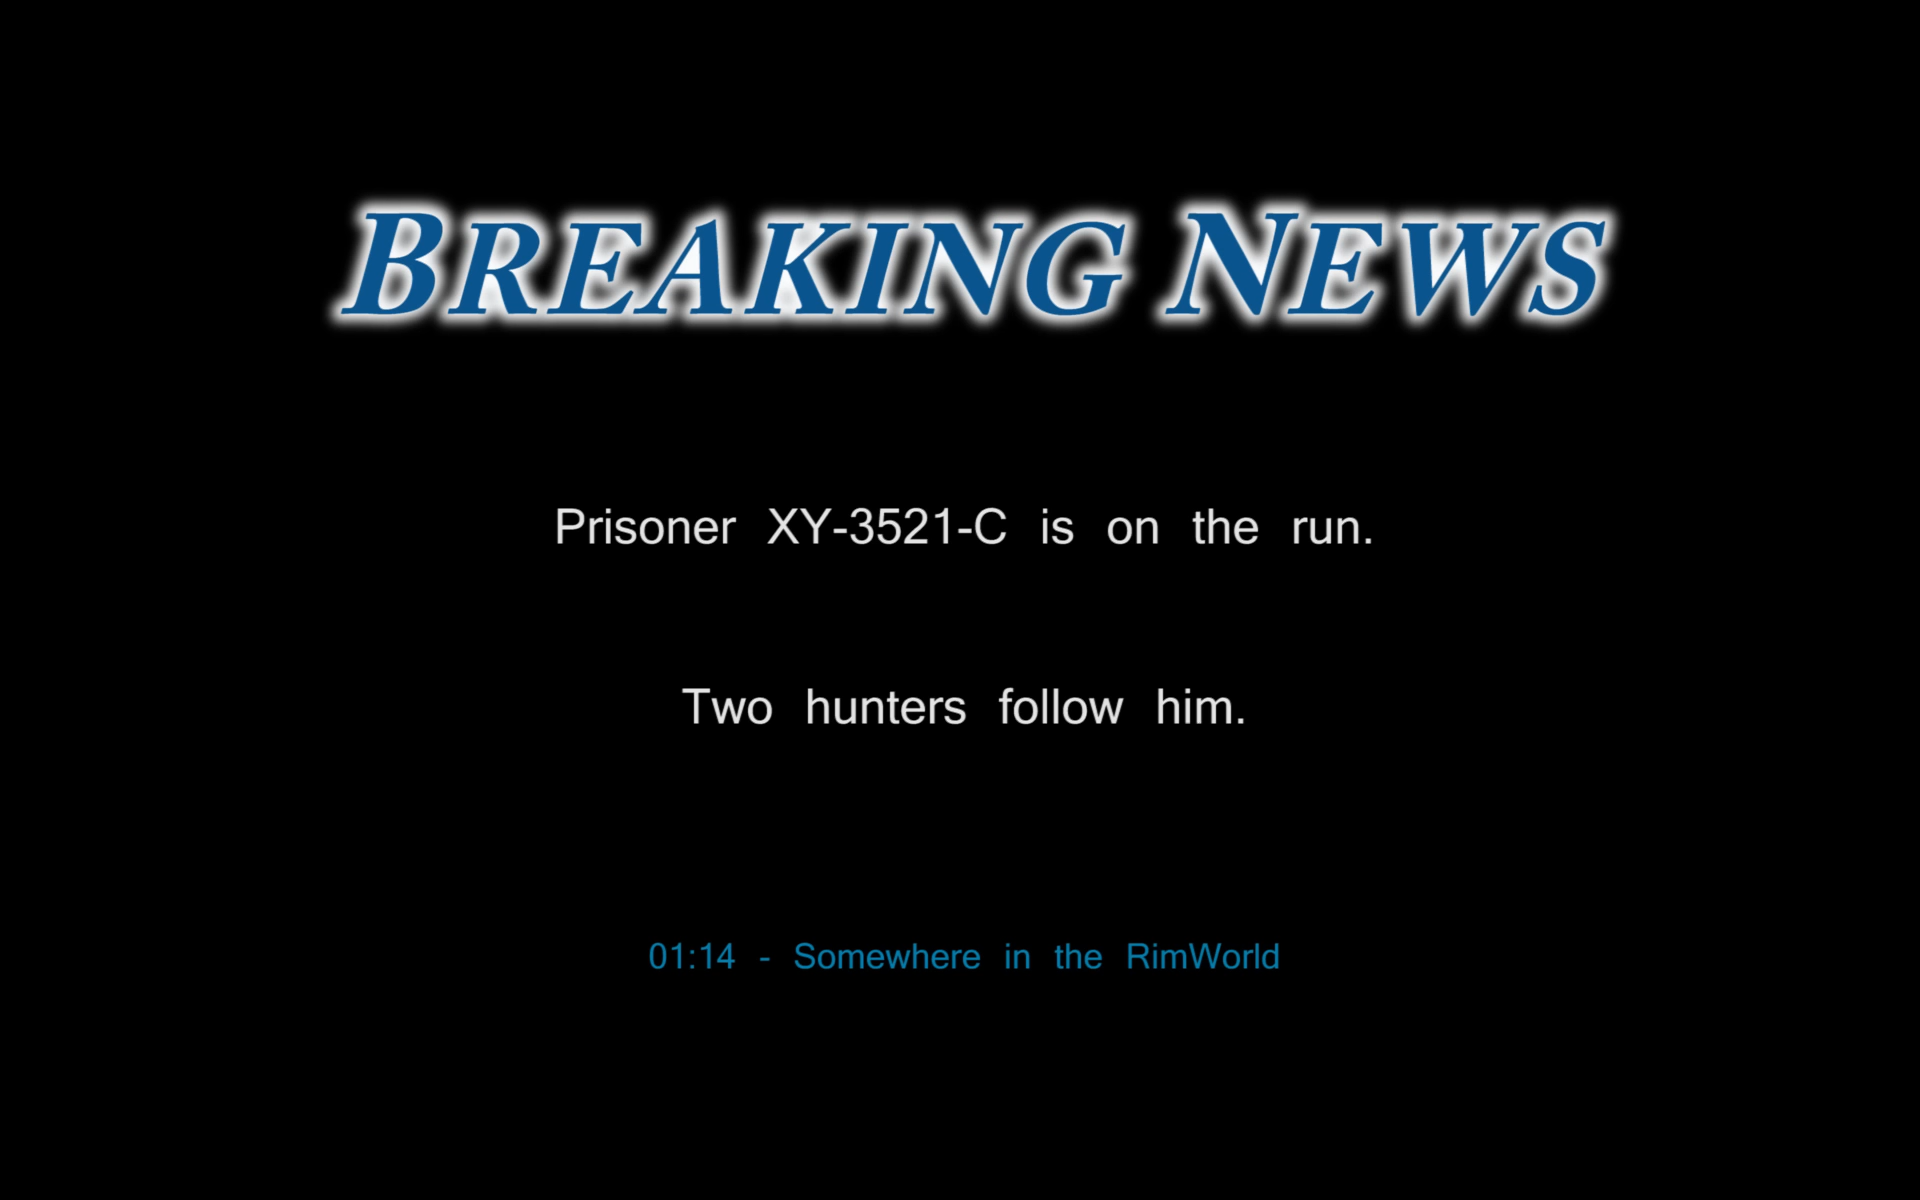 BREAKING NEWS
Prisoner XY-3521-C is on the run.
Two hunters follow him.
01:14 - Somewhere in the RimWorld